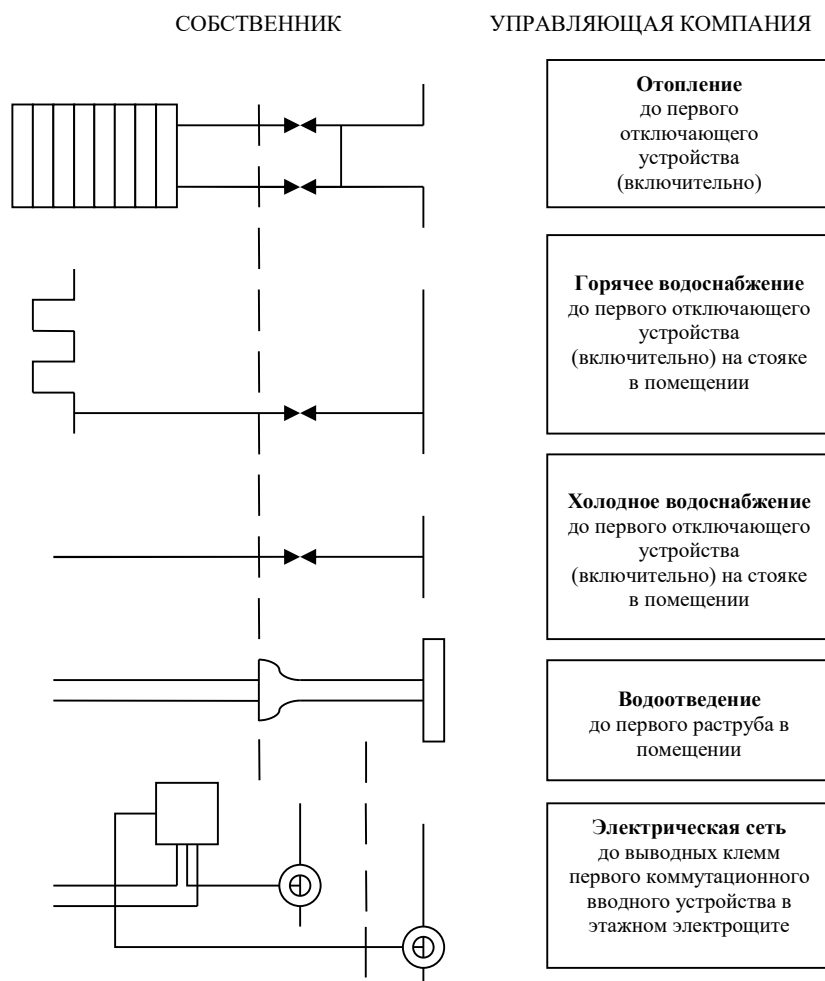 СОБСТВЕННИК
УПРАВЛЯЮЩАЯ КОМПАНИЯ
Отопление
до первого
отключающего
устройства
(включительно)
Горячее водоснабжение
до первого отключающего
устройства
(включительно) на стояке
в помещении
Холодное водоснабжение
до первого отключающего
устройства
(включительно) на стояке
в помещении
Водоотведение
до первого раструба в
помещении
Электрическая сеть
до выводных клемм
первого коммутационного
вводного устройства в
этажном электрощите